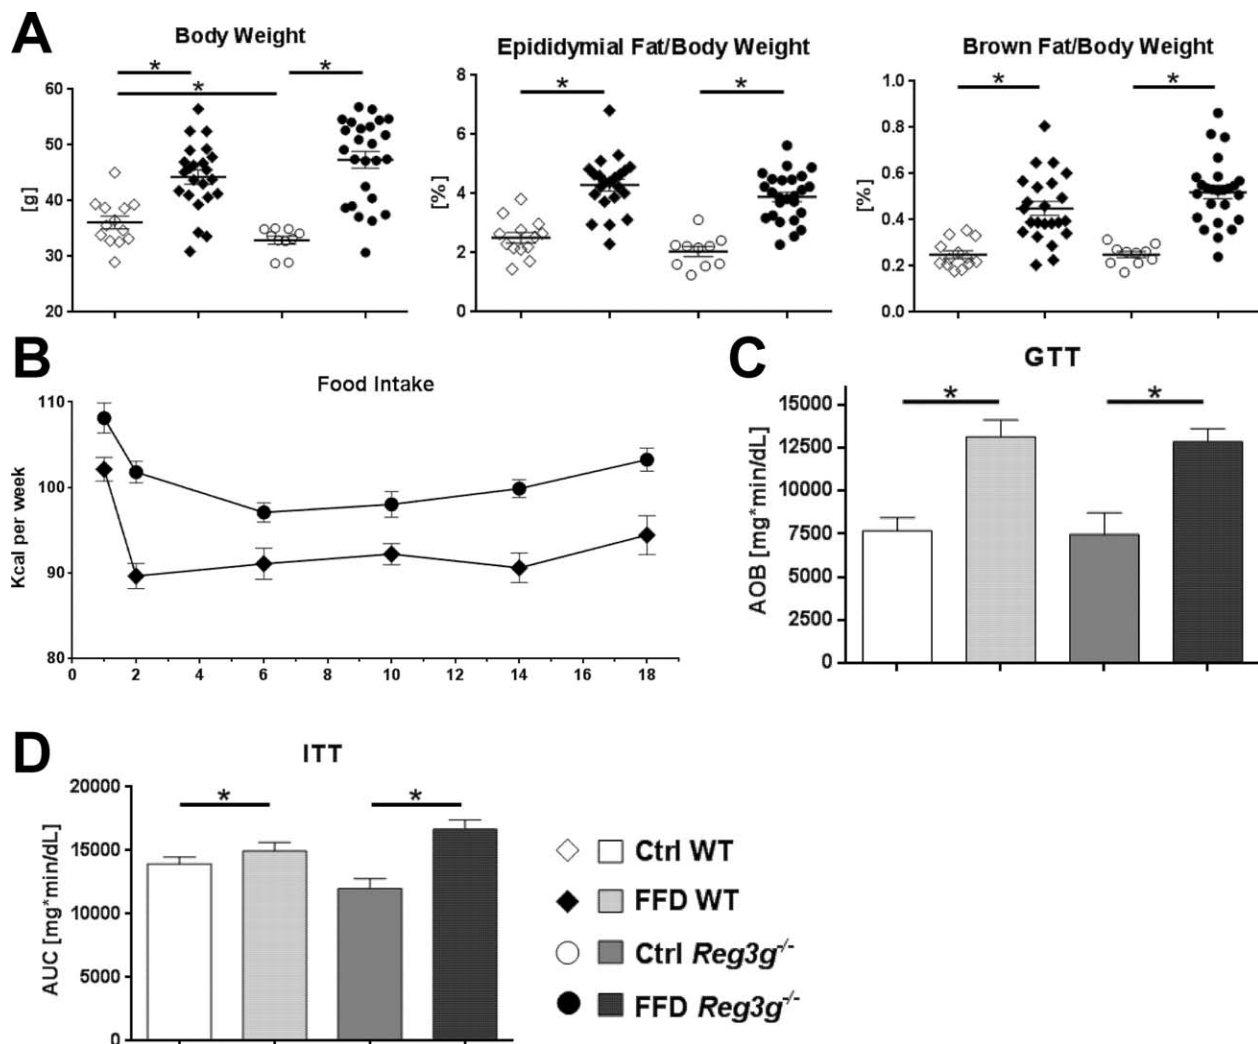 A
Body Weight
Epididymial Fat/Body Weight
Brown Fat/Body Weight
*
*
*
[g]
60
50
40
30
20
*
*
[%]
8%
6
4
2
0
*
*
[%]
1.0
0.8
0.6
0.4
0.2
0.0
B
Food Intake
Kcal per week
110
100
90
80
0 2 4 6 8 10 12 14 16 18
C
GTT
*
*
AOB [mg*min/dL]
15000
12500
10000
7500
5000
2500
0
D
ITT
*
*
AUC [mg*min/dL]
20000
15000
10000
5000
0
Ctrl WT
FFD WT
Ctrl Reg3g-/-
FFD Reg3g-/-